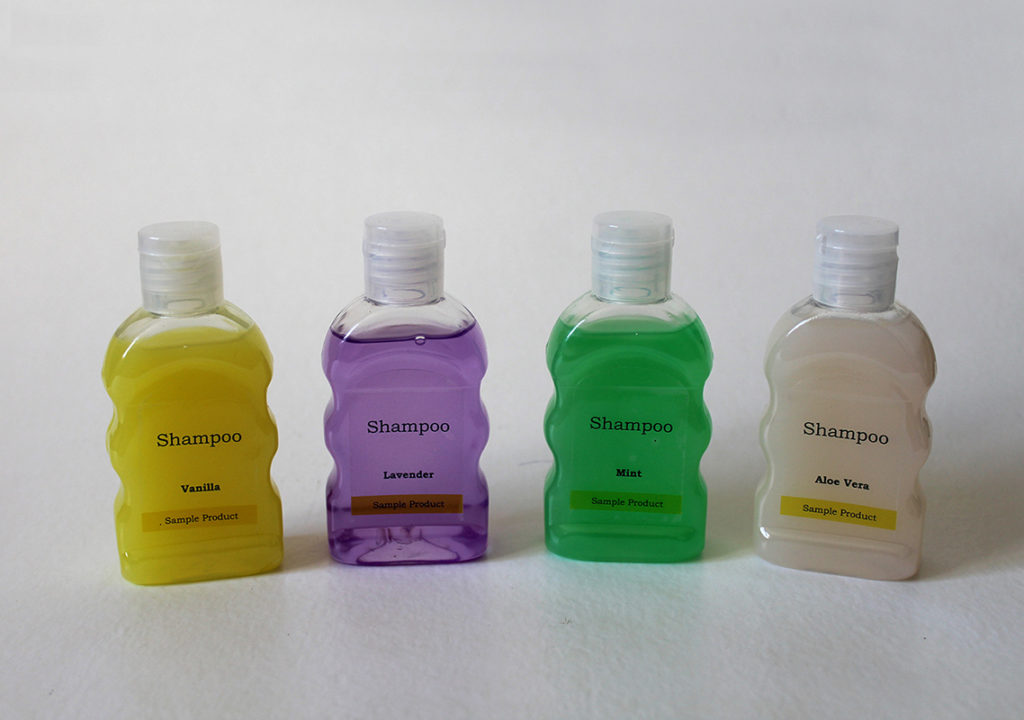 Shampoo
Vanilla
. Sample Product
Shampoo
Lavender
Sample Product
Shampoo
Mint
Sample Product
Shampoo
Aloe Vera
Sample Product